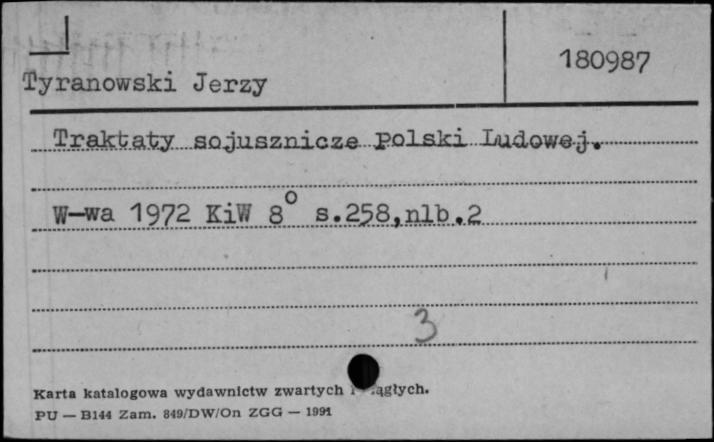 180987
Tyranowski Jerzy
Traktaty sojusznicze Polski Ludowej.
W-wa 1972 KiW 8° s.258,nlb.2
3
Karta katalogowa wydawnictw zwartych i
PU — B144 Zam. 849/DW/On ZGG — 1991